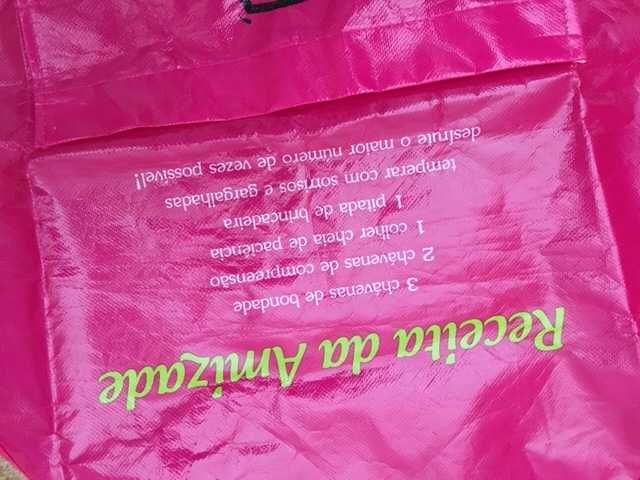 Receita da Amizade
3 chávenas de bondade
2 chávenas de compreensão
1 colher cheia de paciência
1 pitada de brincadeira
temperar com sorrisos e gargalhadas
desfrute o maior número de vezes possível!